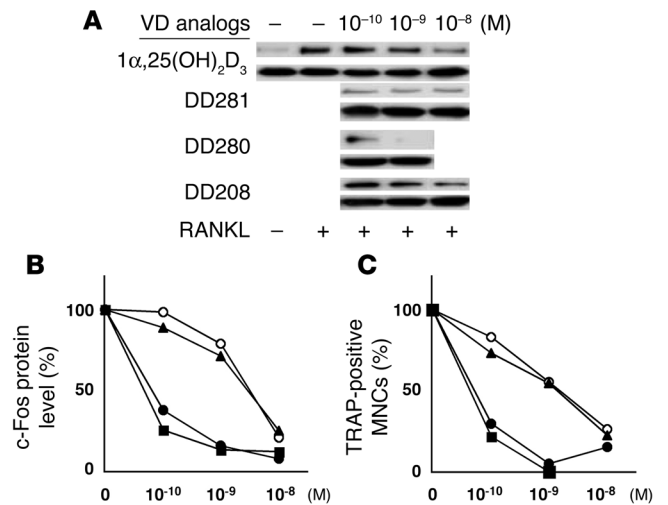 A
VD analogs – – 10⁻¹⁰ 10⁻⁹ 10⁻⁸ (M)
1α,25(OH)₂D₃
DD281
DD280
DD208
RANKL – + + + +
B
c-Fos protein level (%)
100
50
0
0 10⁻¹⁰ 10⁻⁹ 10⁻⁸ (M)
C
TRAP-positive MNCs (%)
100
50
0
0 10⁻¹⁰ 10⁻⁹ 10⁻⁸ (M)